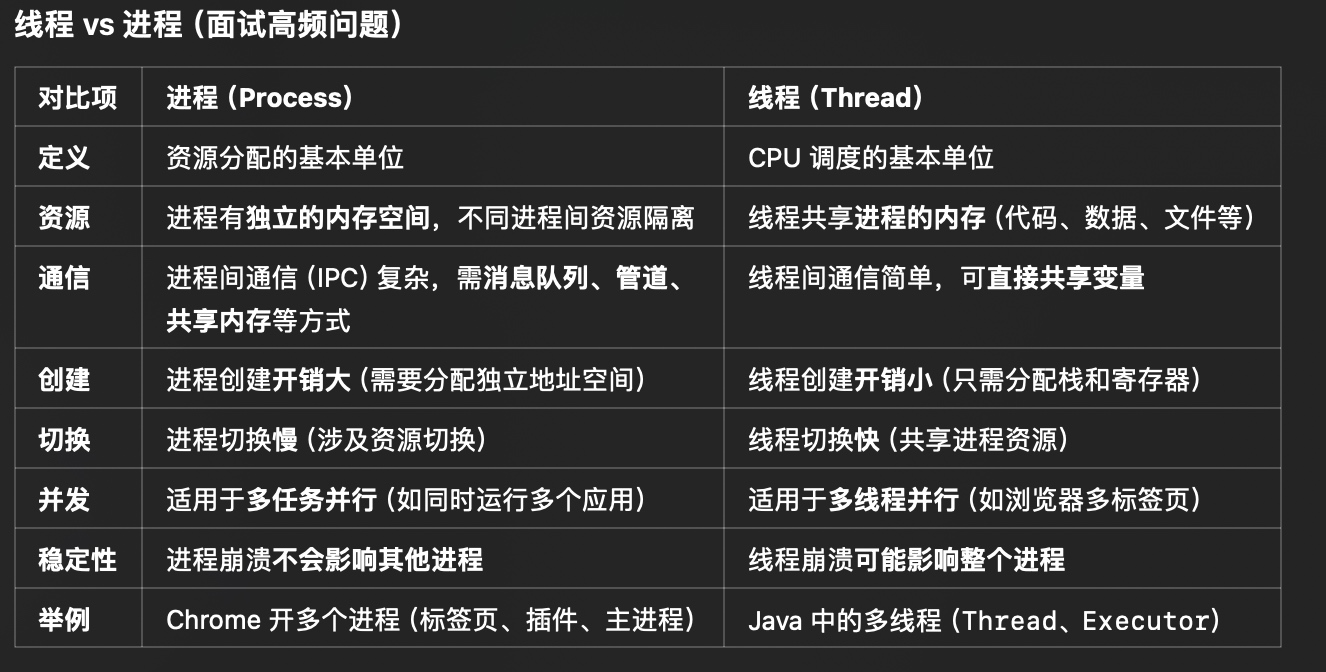 线程 vs 进程（面试高频问题）
对比项 进程（Process） 线程（Thread）
定义 资源分配的基本单位 CPU 调度的基本单位
资源 进程有独立的内存空间，不同进程间资源隔离 线程共享进程的内存（代码、数据、文件等）
通信 进程间通信（IPC）复杂，需消息队列、管道、 线程间通信简单，可直接共享变量
共享内存等方式
创建 进程创建开销大（需要分配独立地址空间） 线程创建开销小（只需分配栈和寄存器）
切换 进程切换慢（涉及资源切换） 线程切换快（共享进程资源）
并发 适用于多任务并行（如同时运行多个应用） 适用于多线程并行（如浏览器多标签页）
稳定性 进程崩溃不会影响其他进程 线程崩溃可能影响整个进程
举例 Chrome 开多个进程（标签页、插件、主进程） Java 中的多线程（Thread、Executor）